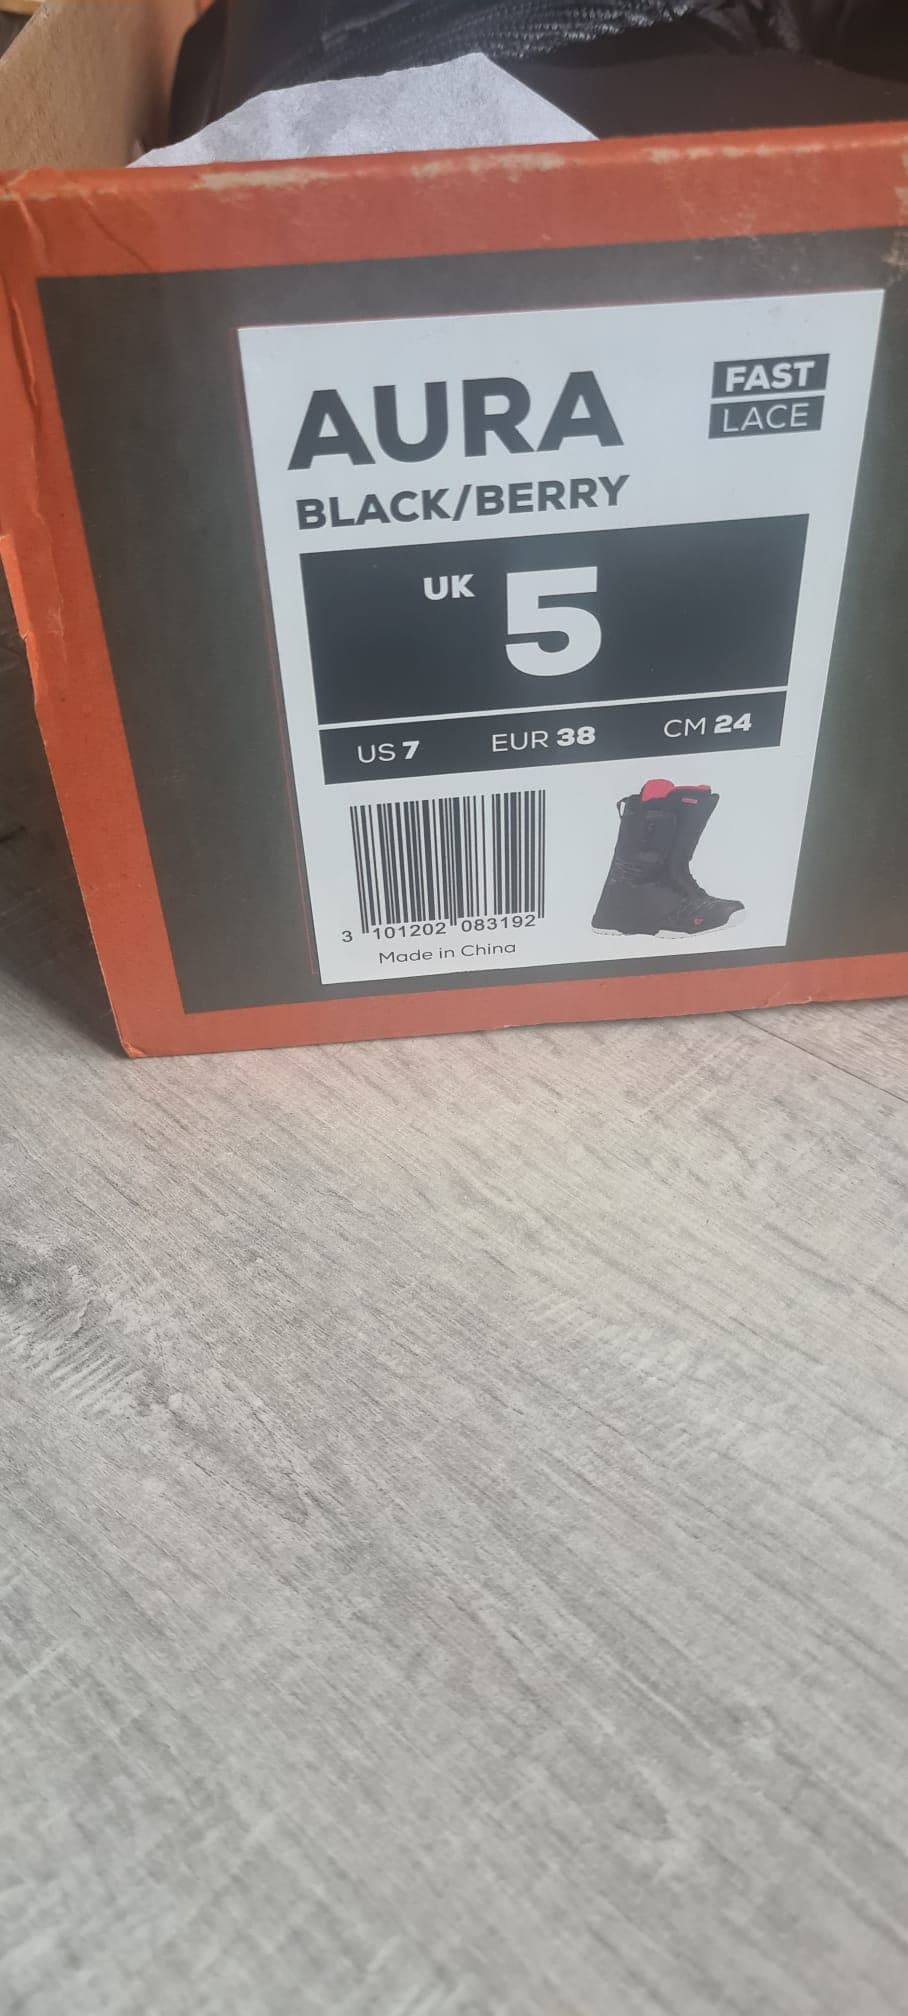 AURA
FAST
LACE
BLACK/BERRY
UK 5
US 7 EUR 38 CM 24
3 101202 083192
Made in China